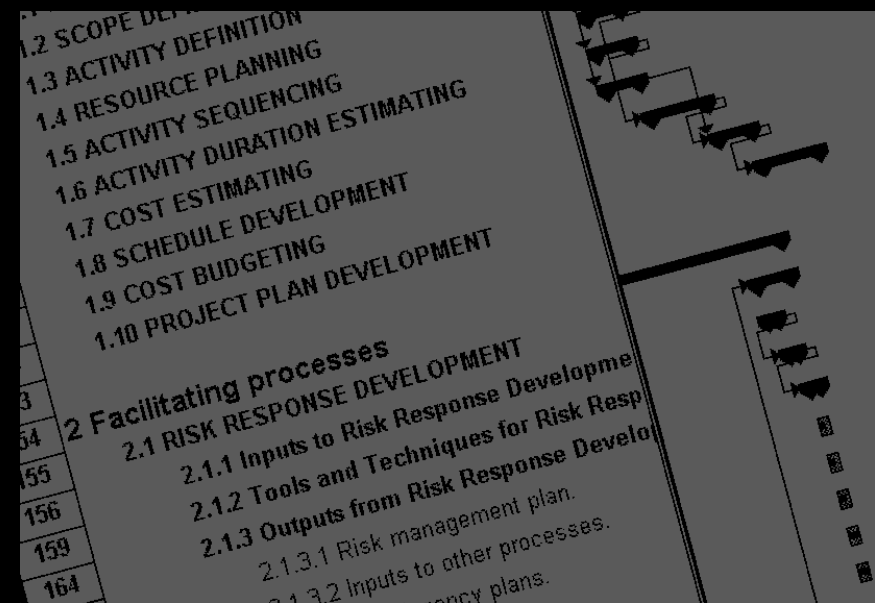 1.2 SCOPE
1.3 ACTIVITY DEFINITION
1.4 RESOURCE PLANNING
1.5 ACTIVITY SEQUENCING
1.6 ACTIVITY DURATION ESTIMATING
1.7 COST ESTIMATING
1.8 SCHEDULE DEVELOPMENT
1.9 COST BUDGETING
1.10 PROJECT PLAN DEVELOPMENT
2 Facilitating processes
2.1 RISK RESPONSE DEVELOPMENT
2.1.1 Inputs to Risk Response Developme
2.1.2 Tools and Techniques for Risk Resp
2.1.3 Outputs from Risk Response Develo
2.1.3.1 Risk management plan.
2.1.3.2 Inputs to other processes.
plans.
3
54
155
156
159
164